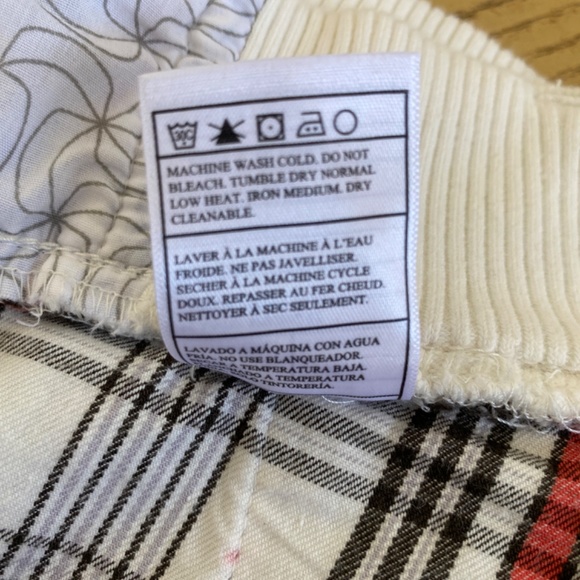 30C
MACHINE WASH COLD. DO NOT
BLEACH. TUMBLE DRY NORMAL
LOW HEAT. IRON MEDIUM. DRY
CLEANABLE.
LAVER À LA MACHINE À L'EAU
FROIDE. NE PAS JAVELLISER.
SECHER À LA MACHINE CYCLE
DOUX. REPASSER AU FER CHEUD.
NETTOYER À SEC SEULEMENT.
LAVADO A MÁQUINA CON AGUA
FRÍA. NO USE BLANQUEADOR.
A TEMPERATURA BAJA.
A TEMPERATURA
TINTORERÍA.